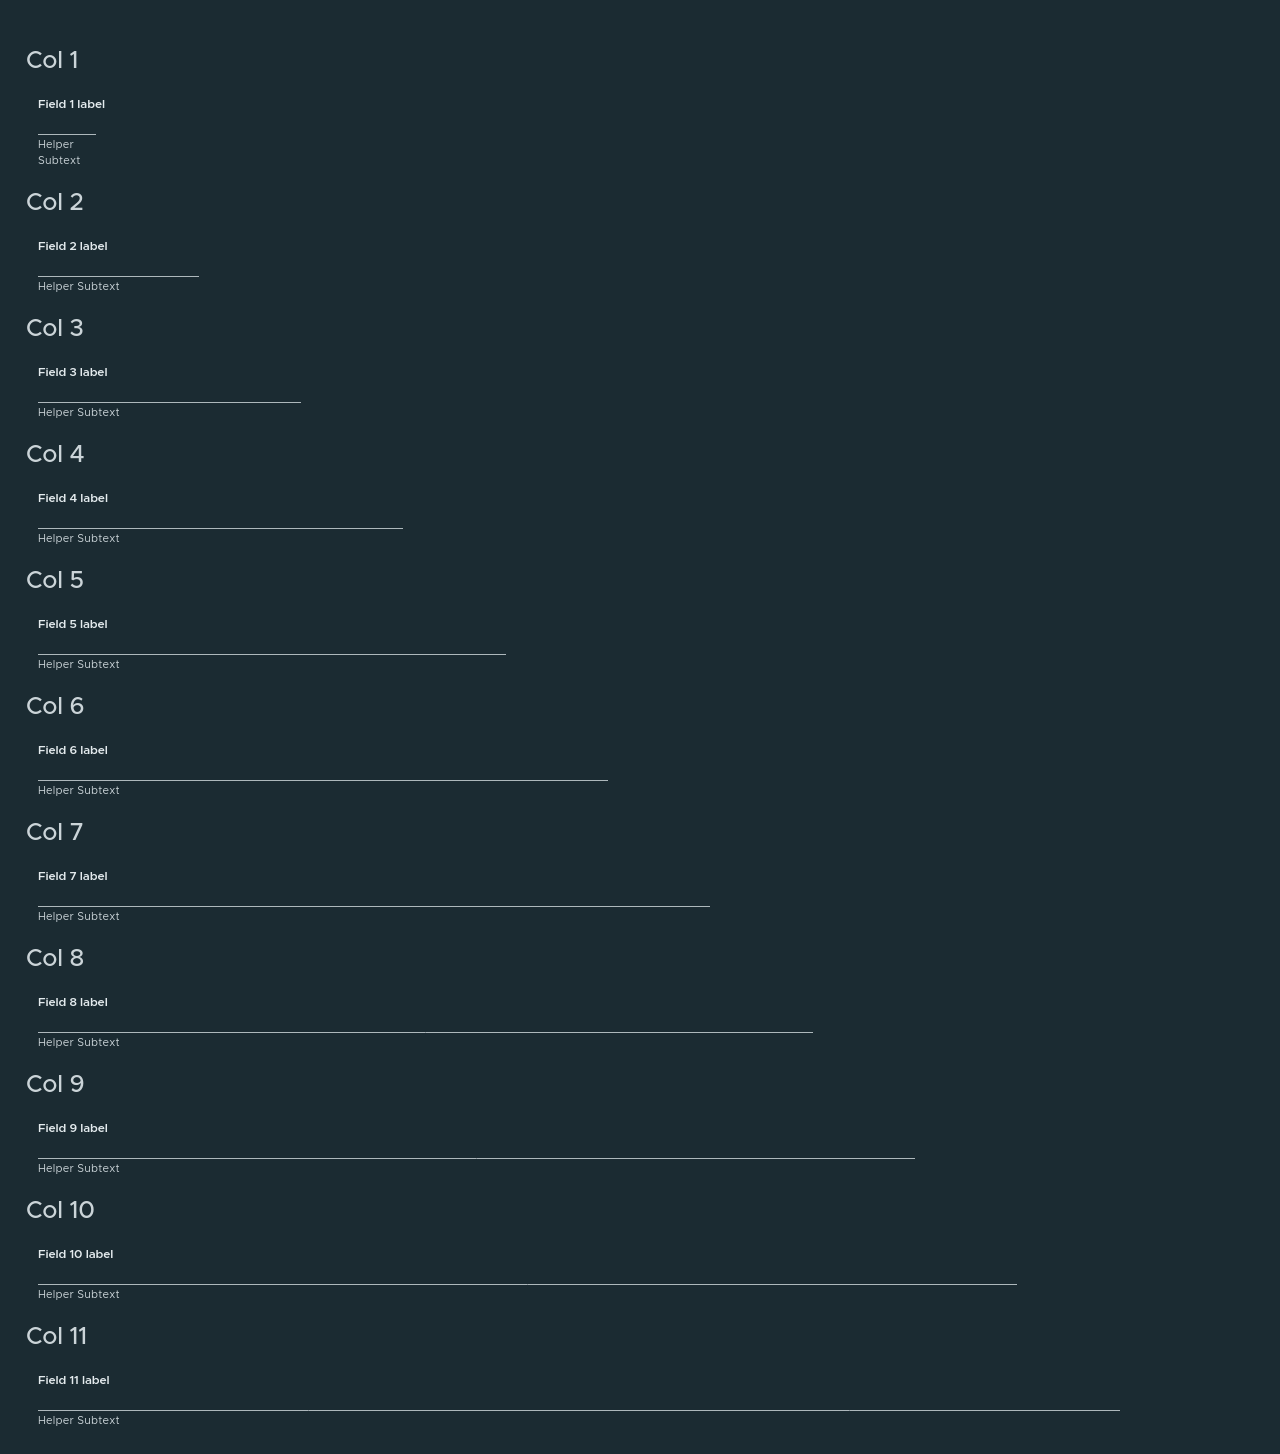 Col 1
Field 1 label
Helper
Subtext
Col 2
Field 2 label
Helper Subtext
Col 3
Field 3 label
Helper Subtext
Col 4
Field 4 label
Helper Subtext
Col 5
Field 5 label
Helper Subtext
Col 6
Field 6 label
Helper Subtext
Col 7
Field 7 label
Helper Subtext
Col 8
Field 8 label
Helper Subtext
Col 9
Field 9 label
Helper Subtext
Col 10
Field 10 label
Helper Subtext
Col 11
Field 11 label
Helper Subtext